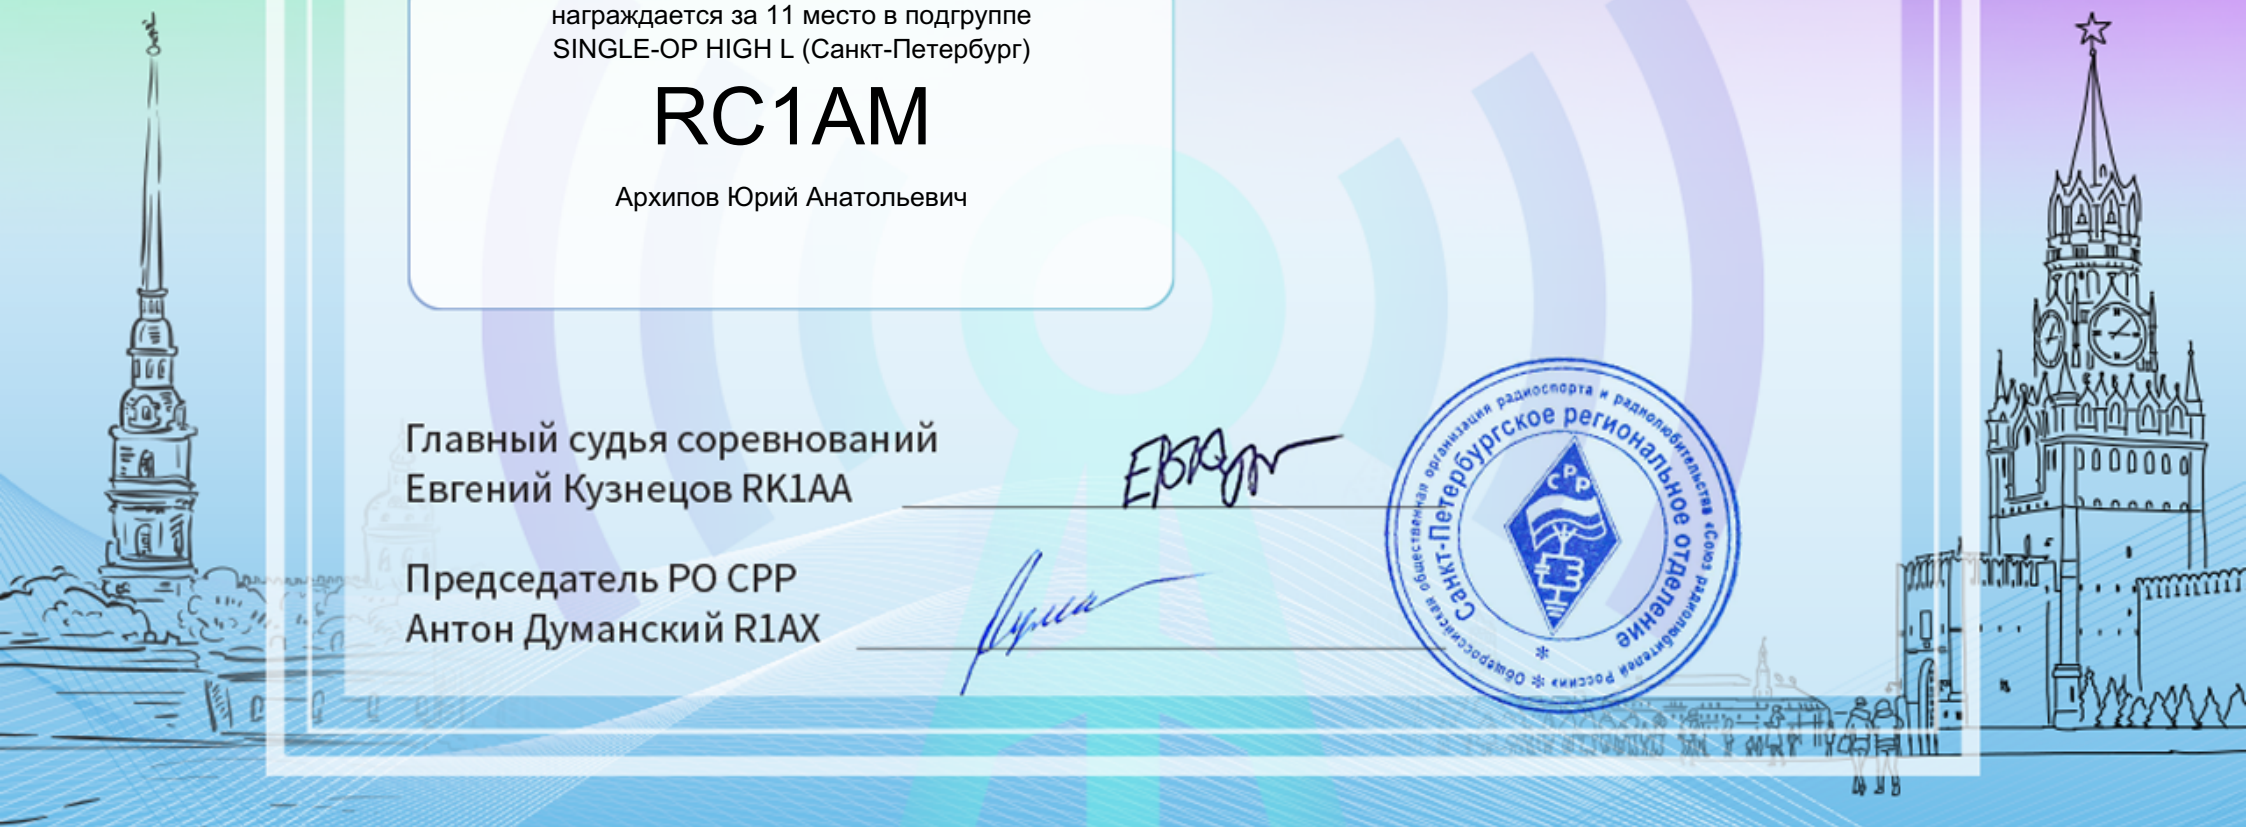 награждается за 11 место в подгруппе
SINGLE-OP HIGH L (Санкт-Петербург)
RC1AM
Архипов Юрий Анатольевич
Главный судья соревнований
Евгений Кузнецов RK1AA
Председатель РО СРР
Антон Думанский R1AX
Общероссийская общественная организация радиоспорта и радиолюбительства «Союз радиолюбителей России»
Санкт-Петербургское региональное отделение
СРР